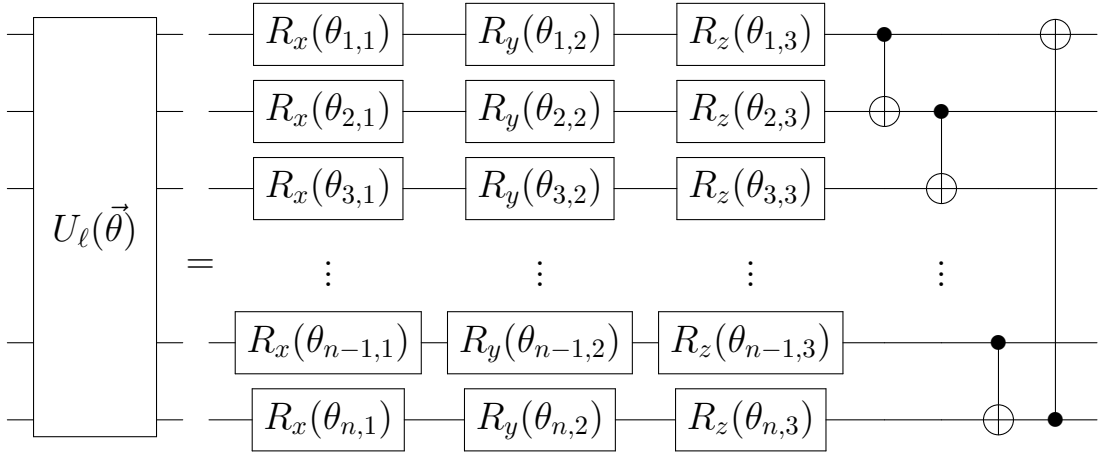 R_x(θ_{1,1}) R_y(θ_{1,2}) R_z(θ_{1,3})
R_x(θ_{2,1}) R_y(θ_{2,2}) R_z(θ_{2,3})
R_x(θ_{3,1}) R_y(θ_{3,2}) R_z(θ_{3,3})
U_ℓ(\vec{θ}) = ⋮ ⋮ ⋮ ⋮
R_x(θ_{n−1,1}) R_y(θ_{n−1,2}) R_z(θ_{n−1,3})
R_x(θ_{n,1}) R_y(θ_{n,2}) R_z(θ_{n,3})